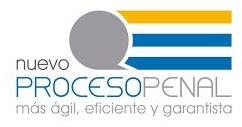 nuevo
PROCESOPENAL
más ágil, eficiente y garantista